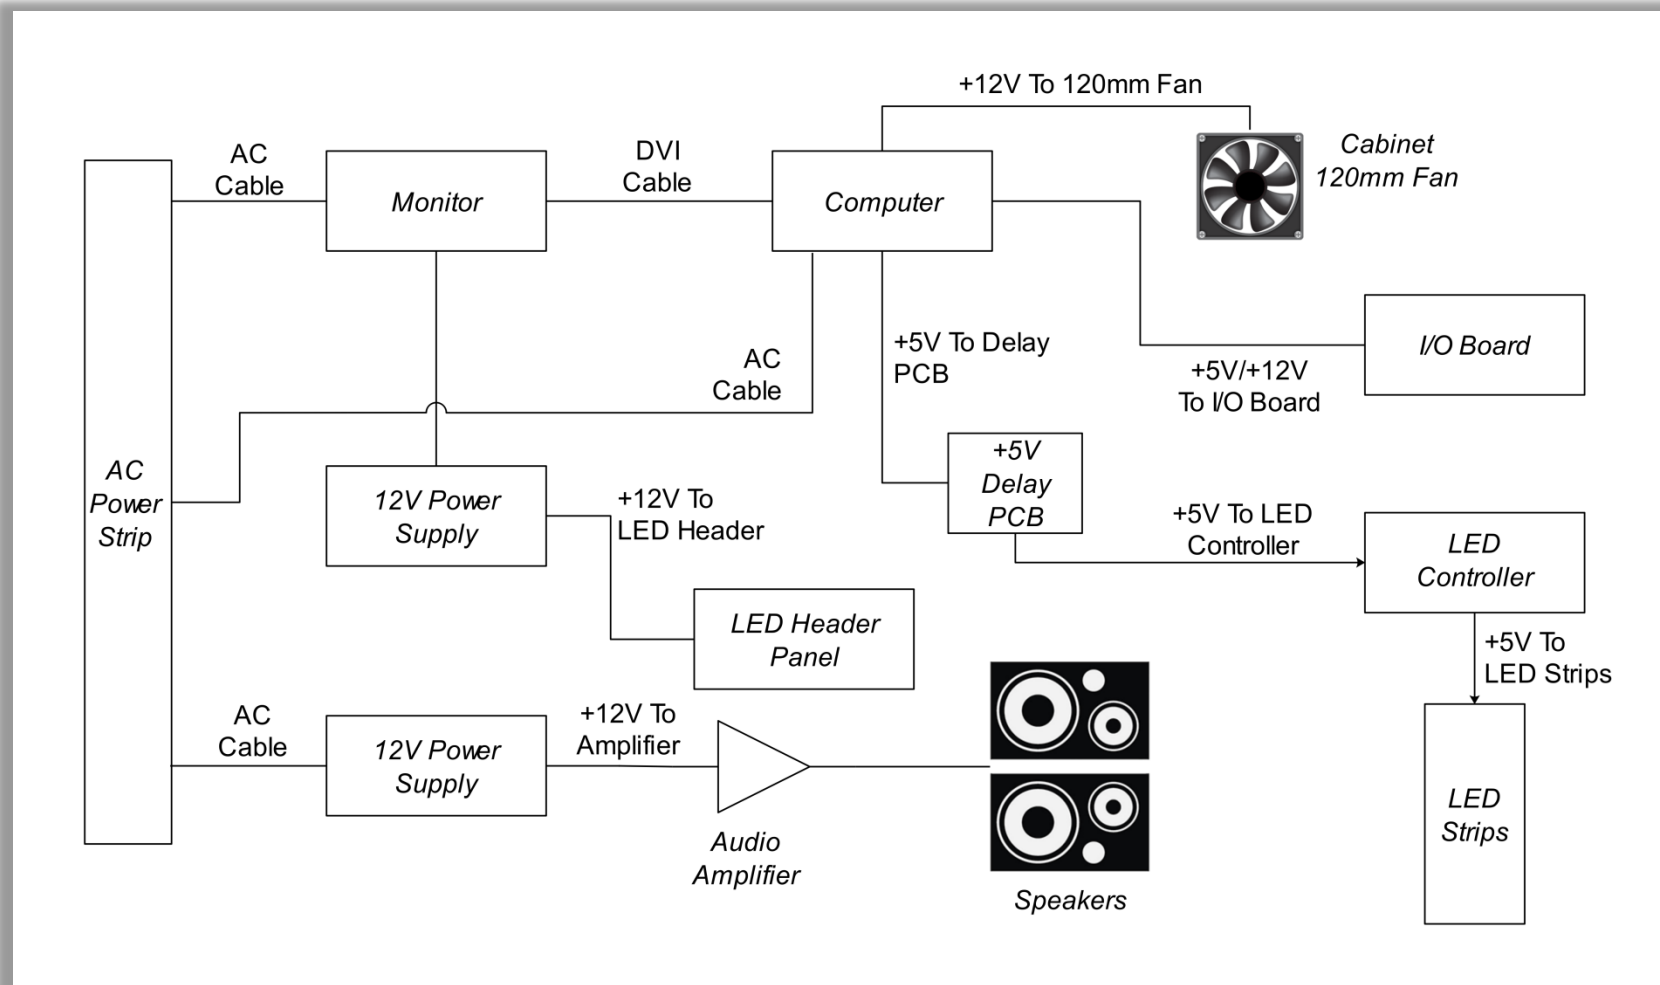 +12V To 120mm Fan
Cabinet
120mm Fan
AC
Cable
Monitor
DVI
Cable
Computer
AC
Cable
+5V To Delay
PCB
I/O Board
+5V/+12V
To I/O Board
AC
Power
Strip
12V Power
Supply
+12V To
LED Header
+5V
Delay
PCB
+5V To LED
Controller
LED
Controller
LED Header
Panel
+5V To
LED Strips
AC
Cable
12V Power
Supply
+12V To
Amplifier
Audio
Amplifier
Speakers
LED
Strips